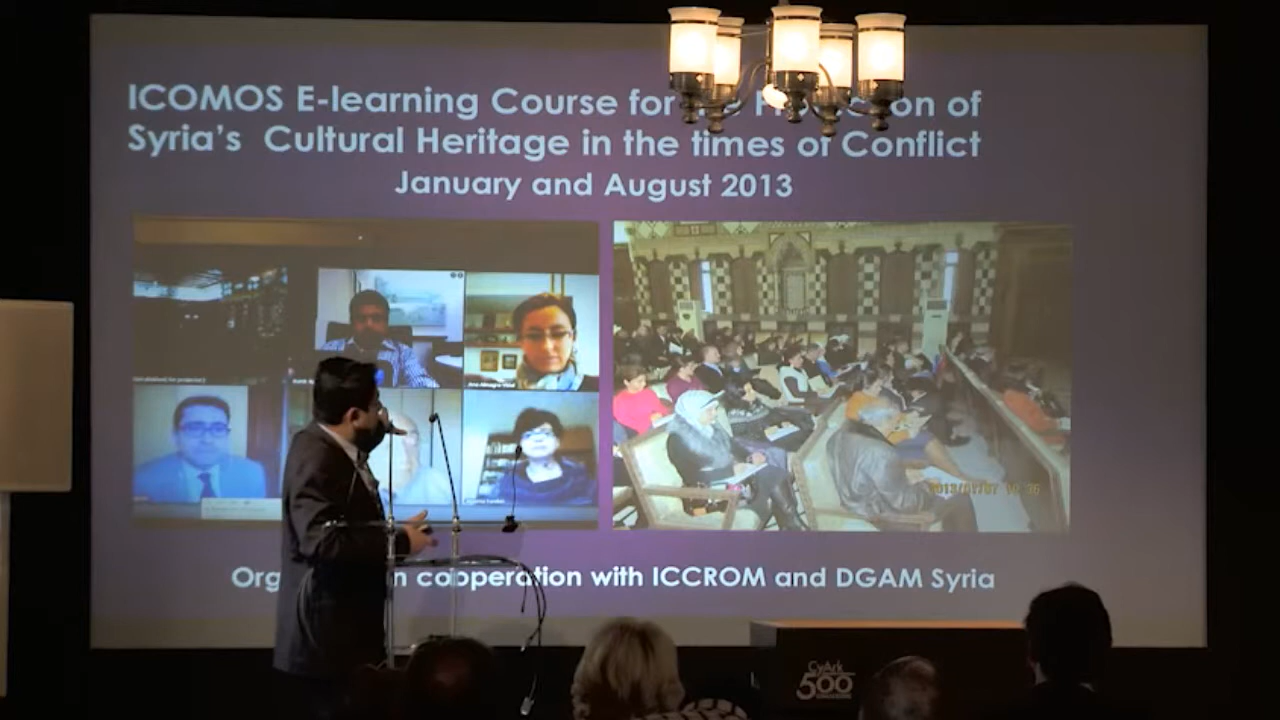 ICOMOS E-learning Course for of
Syria's Cultural Heritage in the times of Conflict
January and August 2013
in cooperation with ICCROM and DGAM Syria
CyArk
500